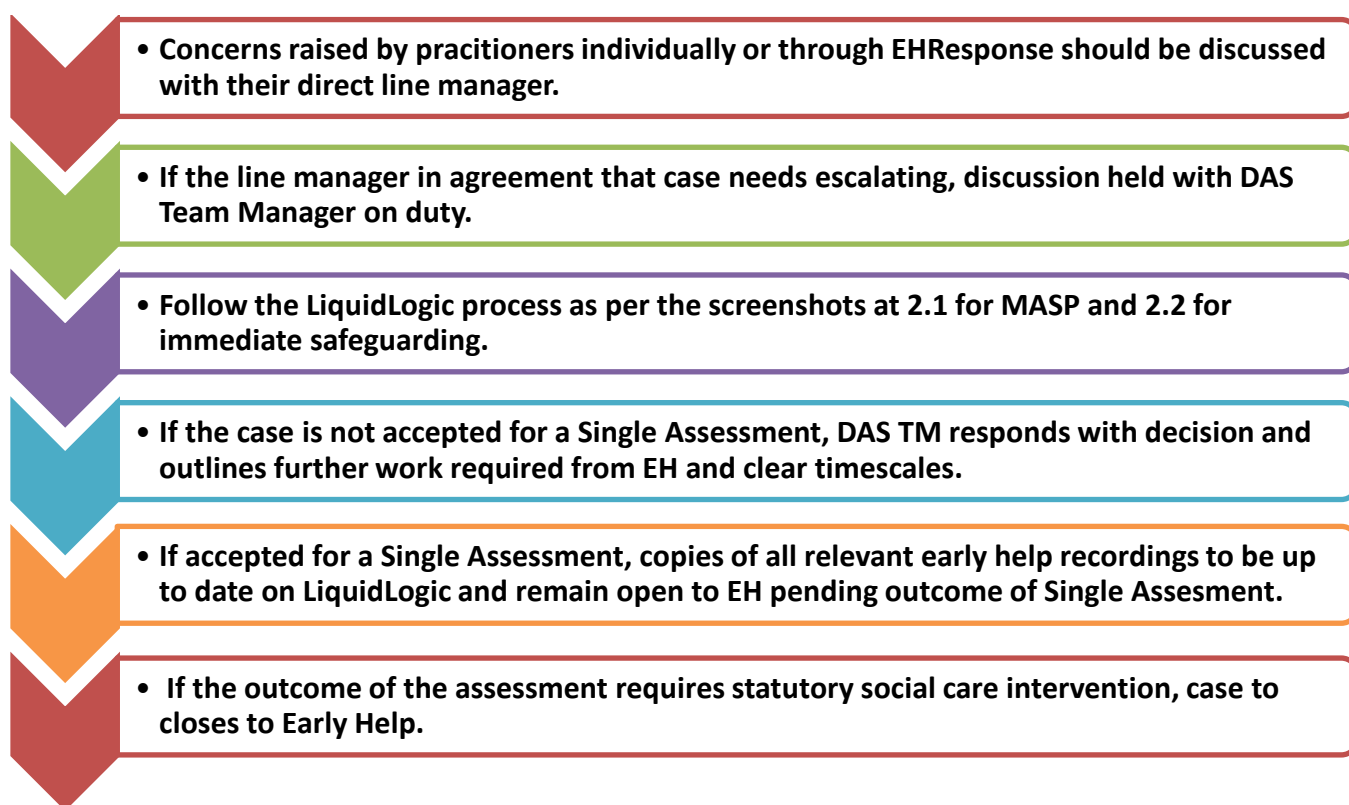 • Concerns raised by pracitioners individually or through EHResponse should be discussed
with their direct line manager.
• If the line manager in agreement that case needs escalating, discussion held with DAS
Team Manager on duty.
• Follow the LiquidLogic process as per the screenshots at 2.1 for MASP and 2.2 for
immediate safeguarding.
• If the case is not accepted for a Single Assessment, DAS TM responds with decision and
outlines further work required from EH and clear timescales.
• If accepted for a Single Assessment, copies of all relevant early help recordings to be up
to date on LiquidLogic and remain open to EH pending outcome of Single Assesment.
• If the outcome of the assessment requires statutory social care intervention, case to
closes to Early Help.